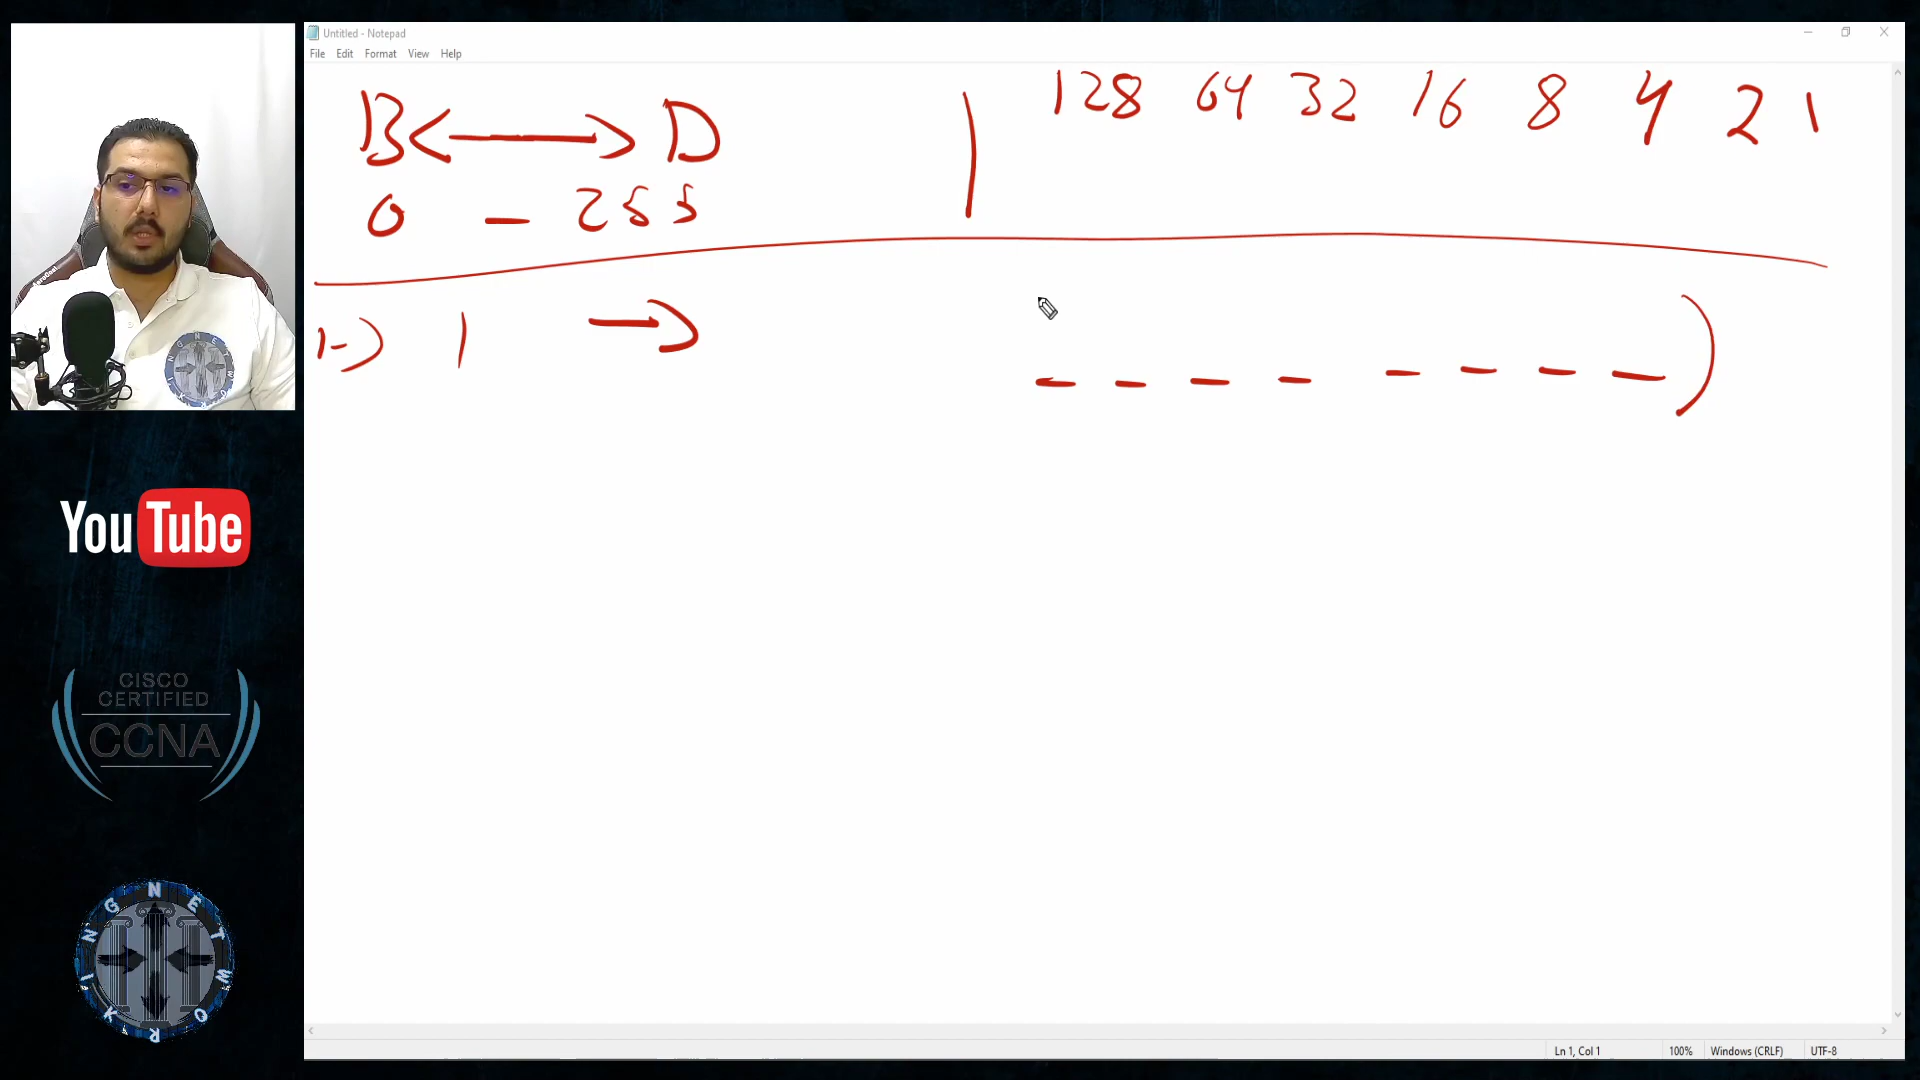 Untitled - Notepad
File Edit Format View Help
B <—> D | 128 64 32 16 8 4 2 1
0 - 255
1-) 1 → _ _ _ _ _ _ _ _ )
YouTube
CISCO
CERTIFIED
CCNA
NETWORKING
Ln 1, Col 1 100% Windows (CRLF) UTF-8